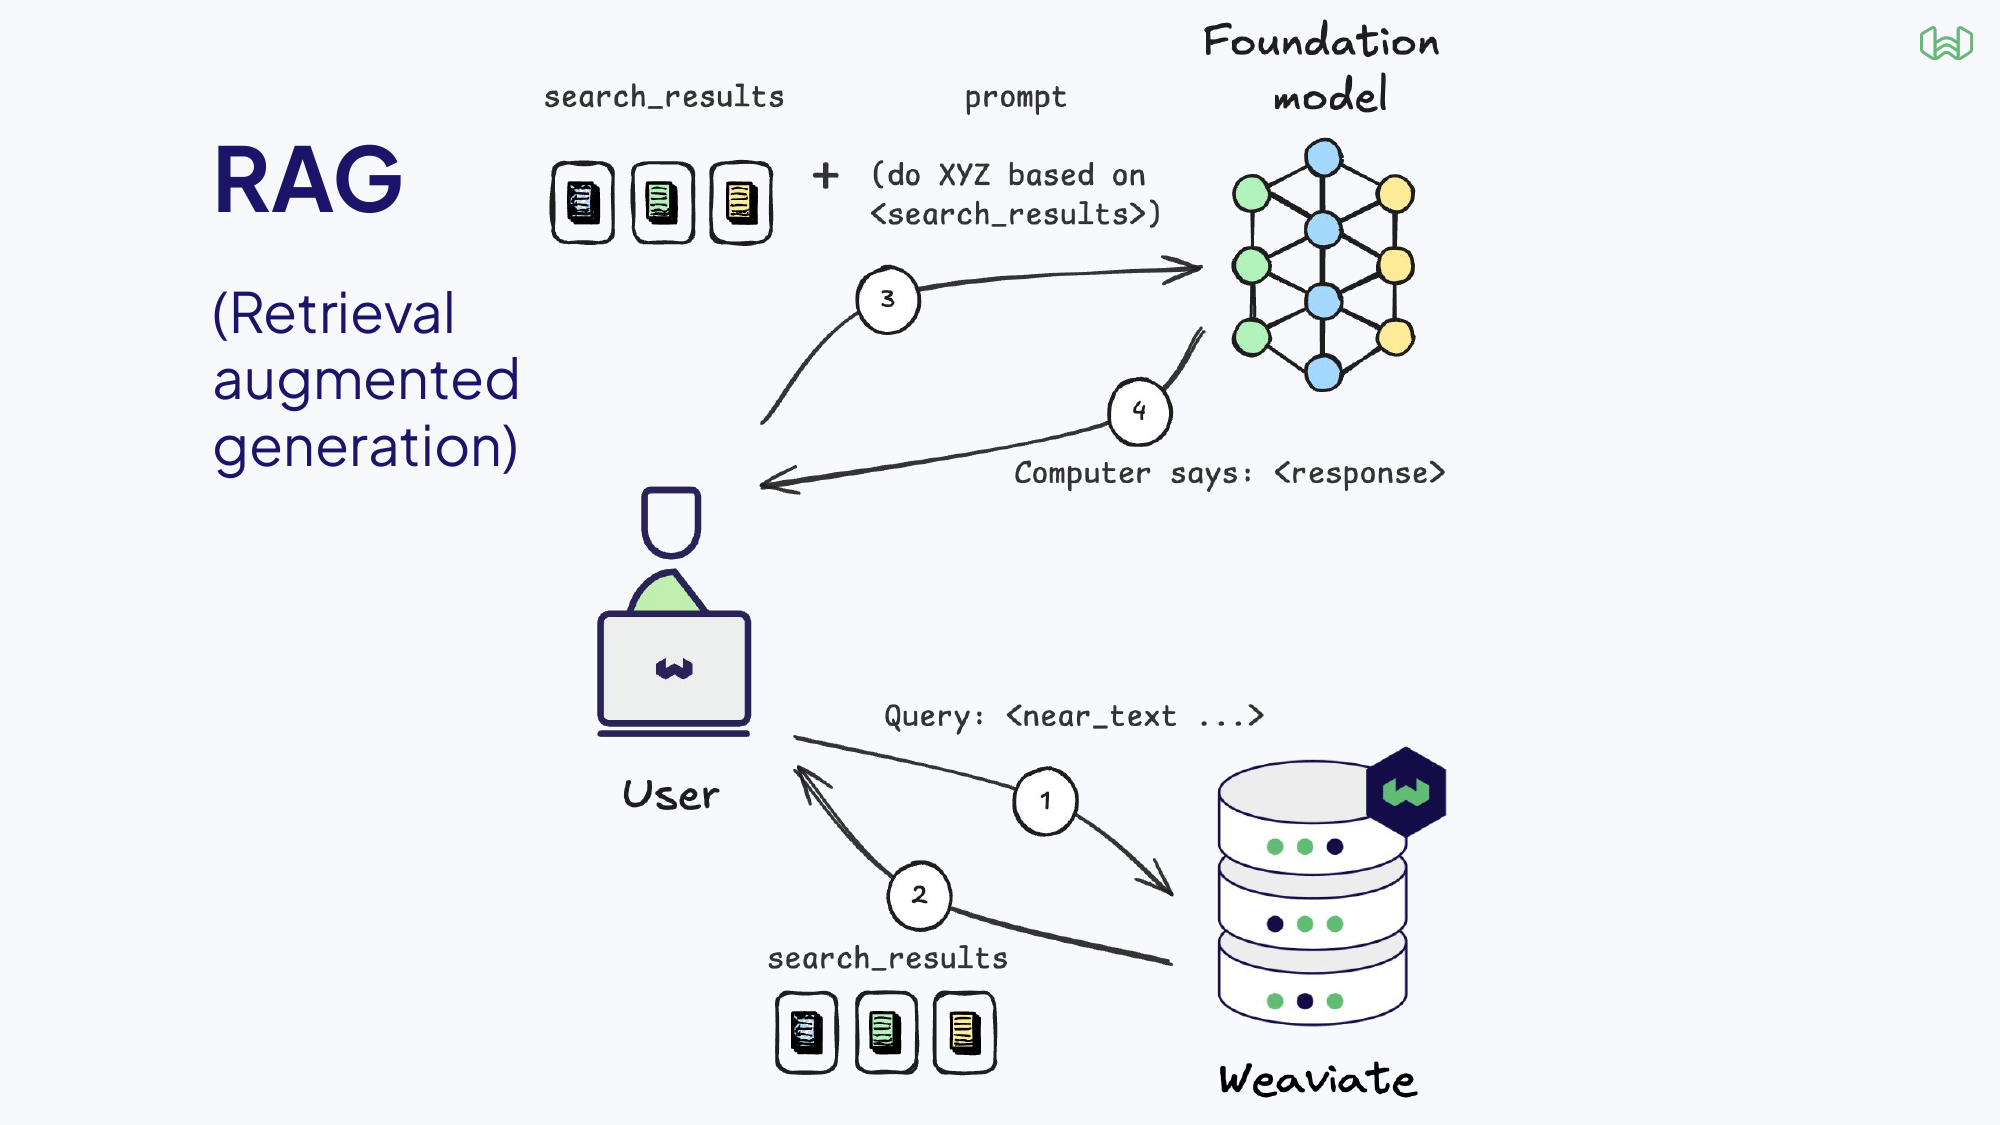 RAG
(Retrieval
augmented
generation)
search_results
prompt
Foundation
model
+
(do XYZ based on
<search_results>)
3
4
Computer says: <response>
User
Query: <near_text ...>
1
2
search_results
Weaviate